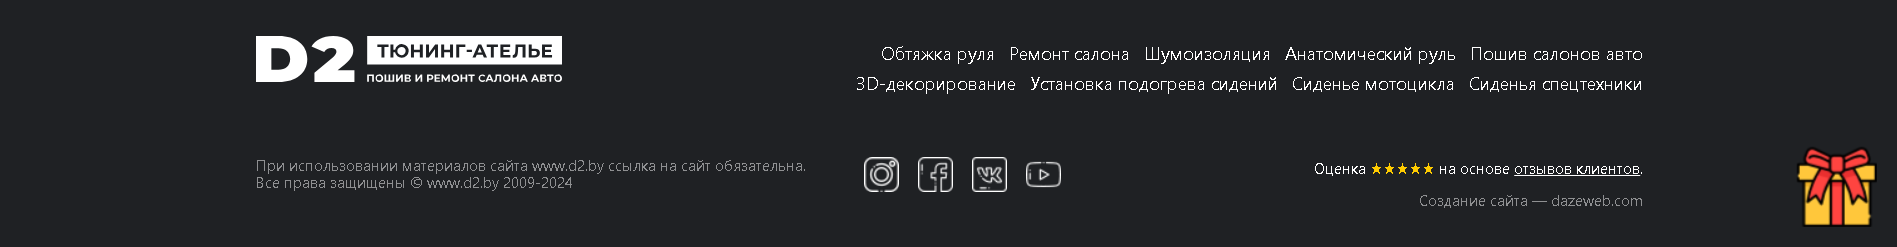 D2 ТЮНИНГ-АТЕЛЬЕ
ПОШИВ И РЕМОНТ САЛОНА АВТО
Обтяжка руля Ремонт салона Шумоизоляция Анатомический руль Пошив салонов авто
3D-декорирование Установка подогрева сидений Сиденье мотоцикла Сиденья спецтехники
При использовании материалов сайта www.d2.by ссылка на сайт обязательна.
Все права защищены © www.d2.by 2009-2024
Оценка ★★★★★ на основе отзывов клиентов.
Создание сайта — dazeweb.com